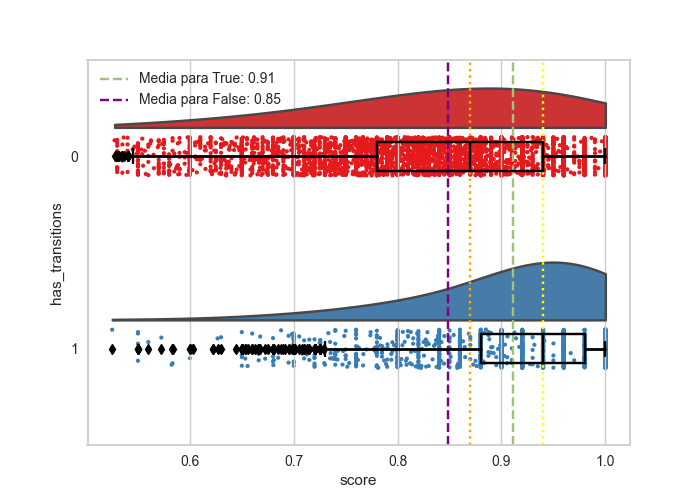 Media para True: 0.91
Media para False: 0.85
0
1
has_transitions
0.6 0.7 0.8 0.9 1.0
score